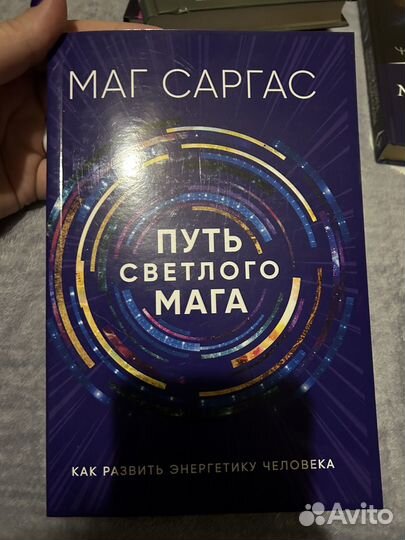 МАГ САРГАС
ПУТЬ
СВЕТЛОГО
МАГА
КАК РАЗВИТЬ ЭНЕРГЕТИКУ ЧЕЛОВЕКА
Avito